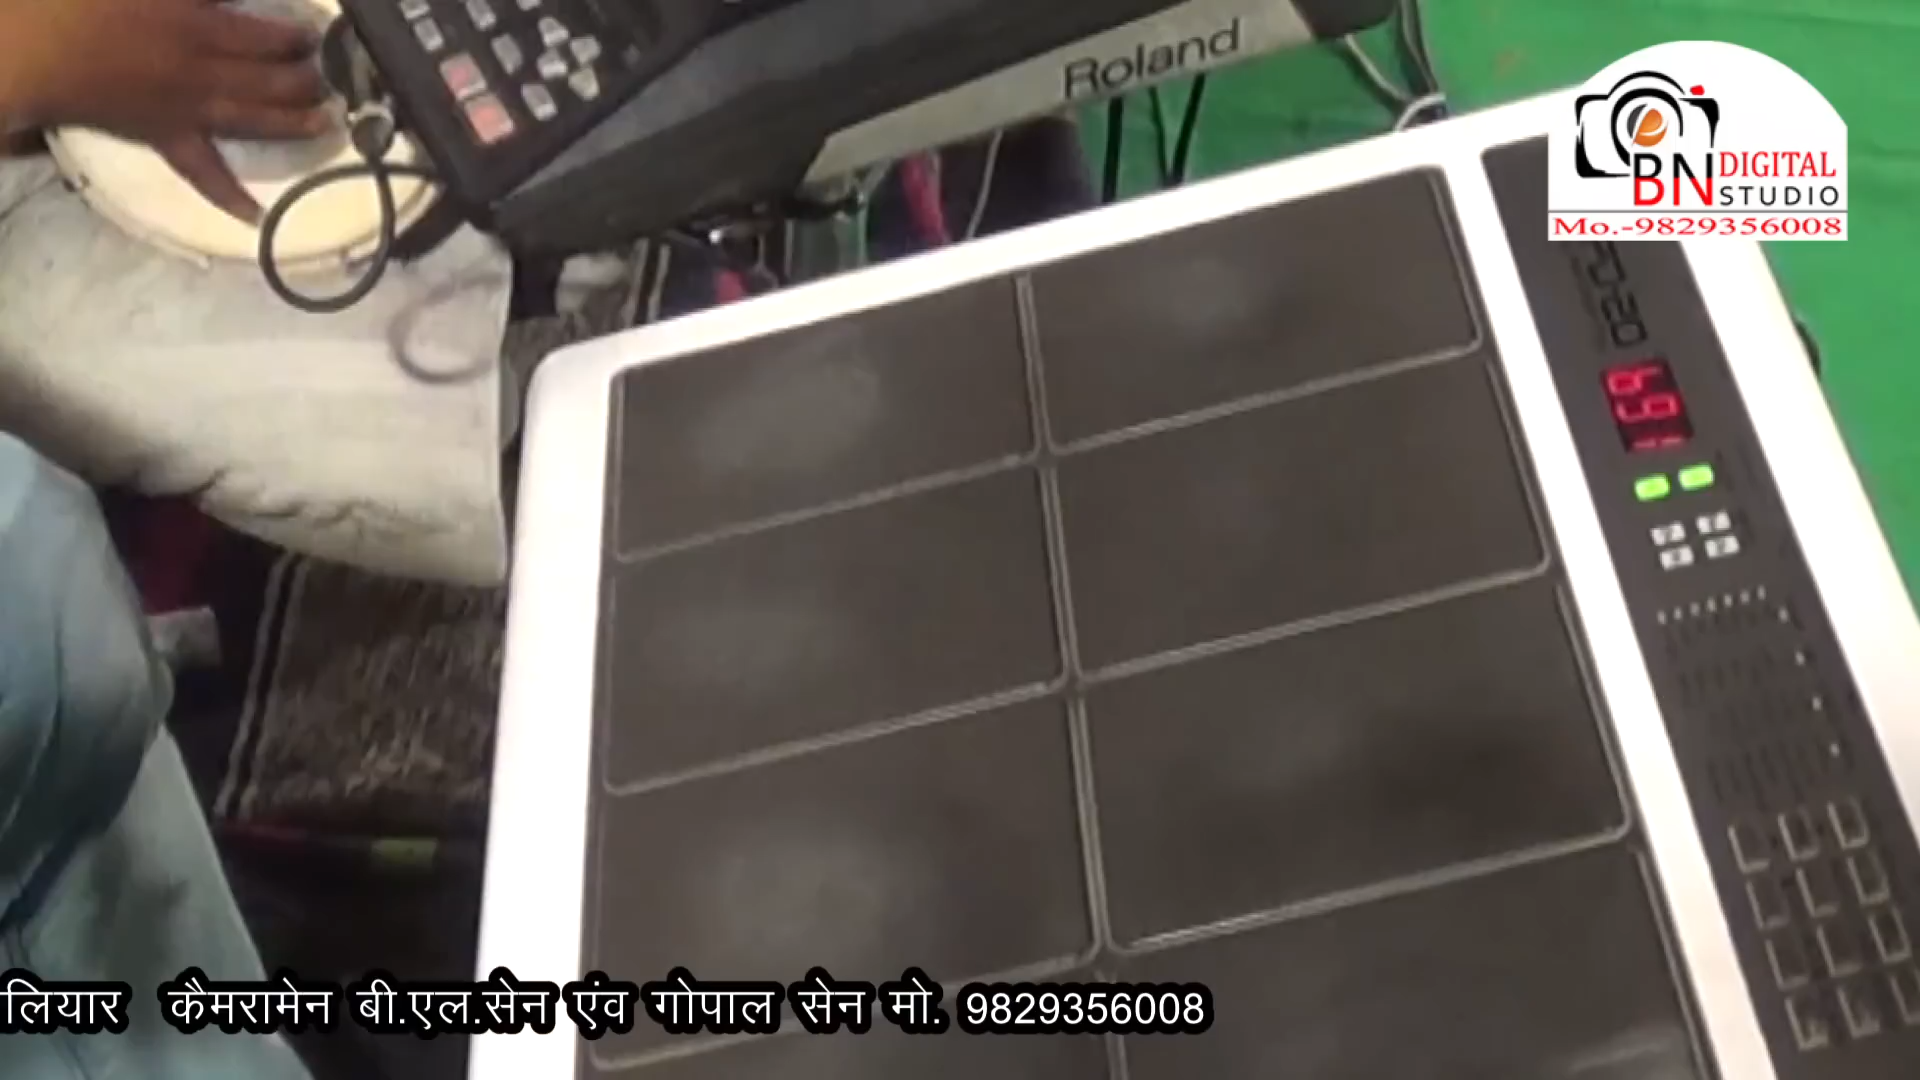 Roland
BN DIGITAL
STUDIO
Mo.-9829356008
लियार कैमरामेन बी.एल.सेन एंव गोपाल सेन मो. 9829356008